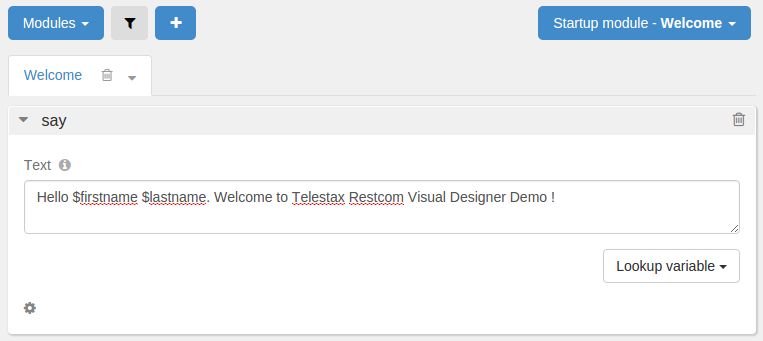 Modules
Startup module - Welcome
Welcome
say
Text
Hello $firstname $lastname. Welcome to Telestax Restcom Visual Designer Demo !
Lookup variable